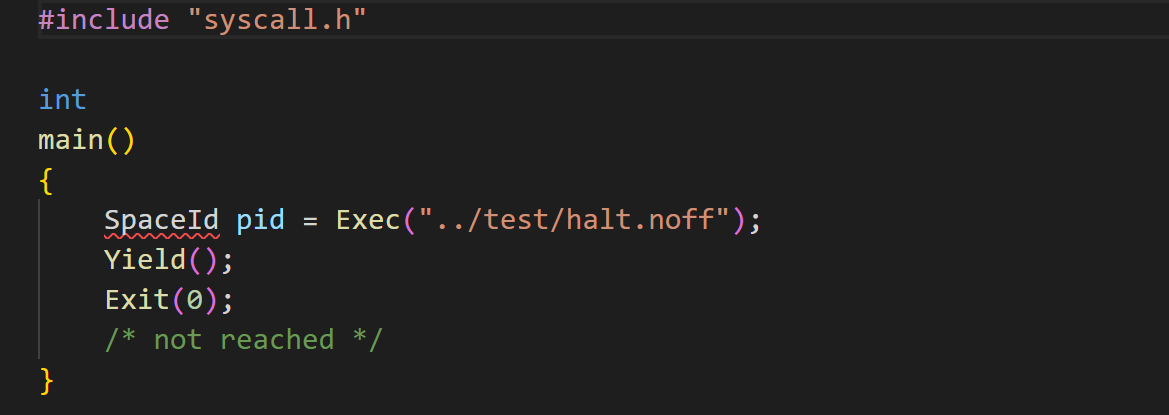 #include "syscall.h"
int
main()
{
    SpaceId pid = Exec("../test/halt.noff");
    Yield();
    Exit(0);
    /* not reached */
}